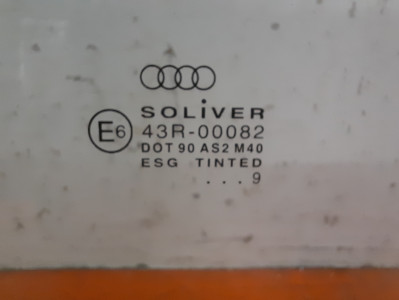 SOLiVER
E6 43R-00082
DOT 90 AS2 M40
ESG TINTED
...9